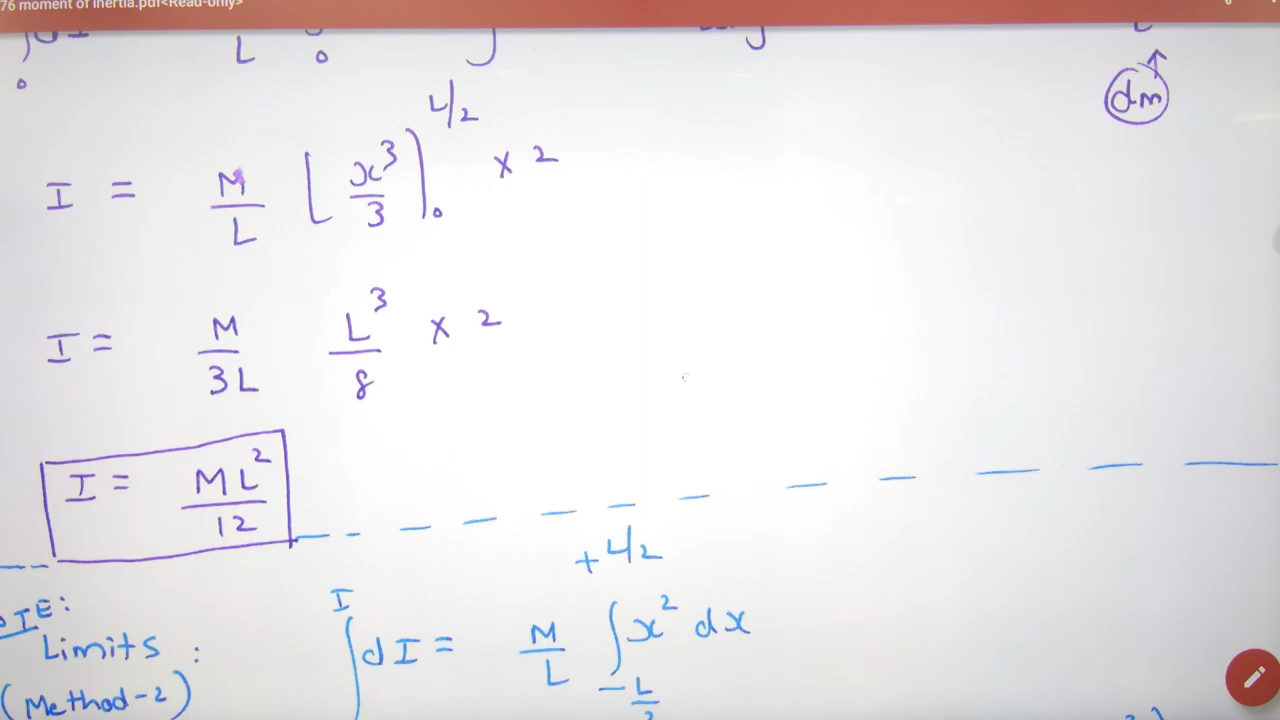 76 moment of inertia.pdf<Read-only>
L
dm
I = M/L [x³/3]₀^(L/2) × 2
I = M/3L L³/8 × 2
I = ML²/12
+L/2
I
Limits : ∫dI = M/L ∫x² dx
(Method-2) -L/2